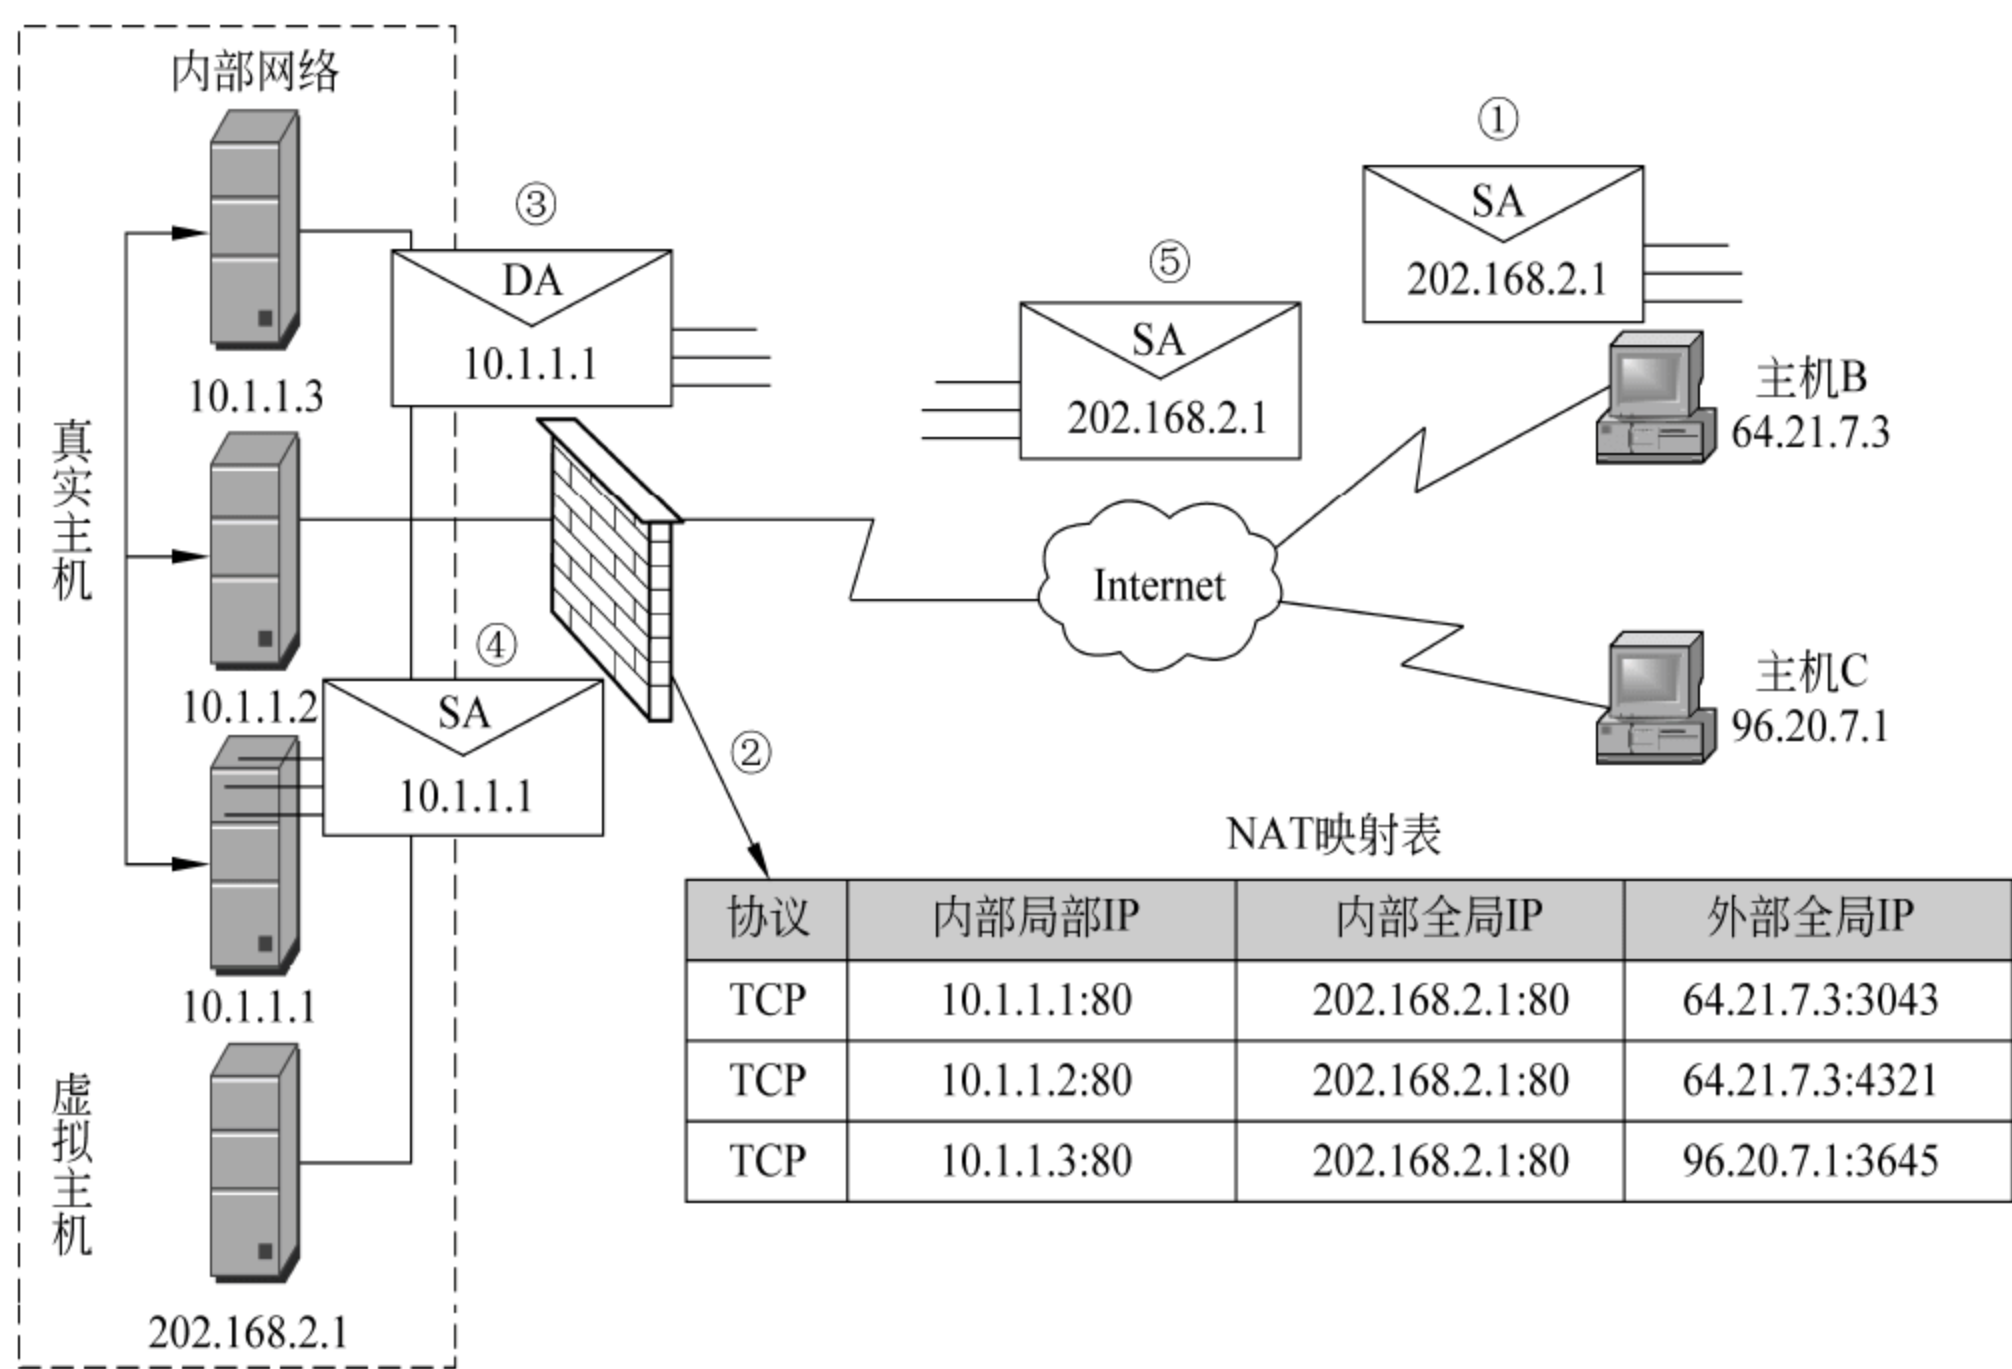 内部网络
①
SA
202.168.2.1
③
DA
10.1.1.1
⑤
SA
202.168.2.1
10.1.1.3
主机B
64.21.7.3
真实主机
Internet
④
SA
10.1.1.1
10.1.1.2
主机C
96.20.7.1
②
10.1.1.1
虚拟主机
202.168.2.1
NAT映射表
协议 内部局部IP 内部全局IP 外部全局IP
TCP 10.1.1.1:80 202.168.2.1:80 64.21.7.3:3043
TCP 10.1.1.2:80 202.168.2.1:80 64.21.7.3:4321
TCP 10.1.1.3:80 202.168.2.1:80 96.20.7.1:3645